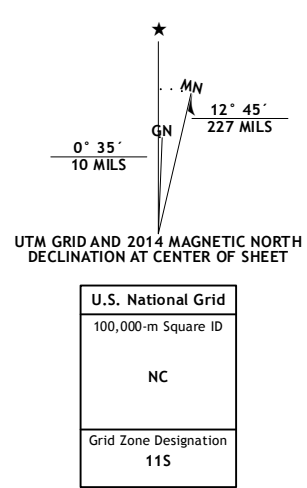 ★
MN
GN
12° 45´
227 MILS
0° 35´
10 MILS
UTM GRID AND 2014 MAGNETIC NORTH
DECLINATION AT CENTER OF SHEET
U.S. National Grid
100,000-m Square ID
NC
Grid Zone Designation
11S